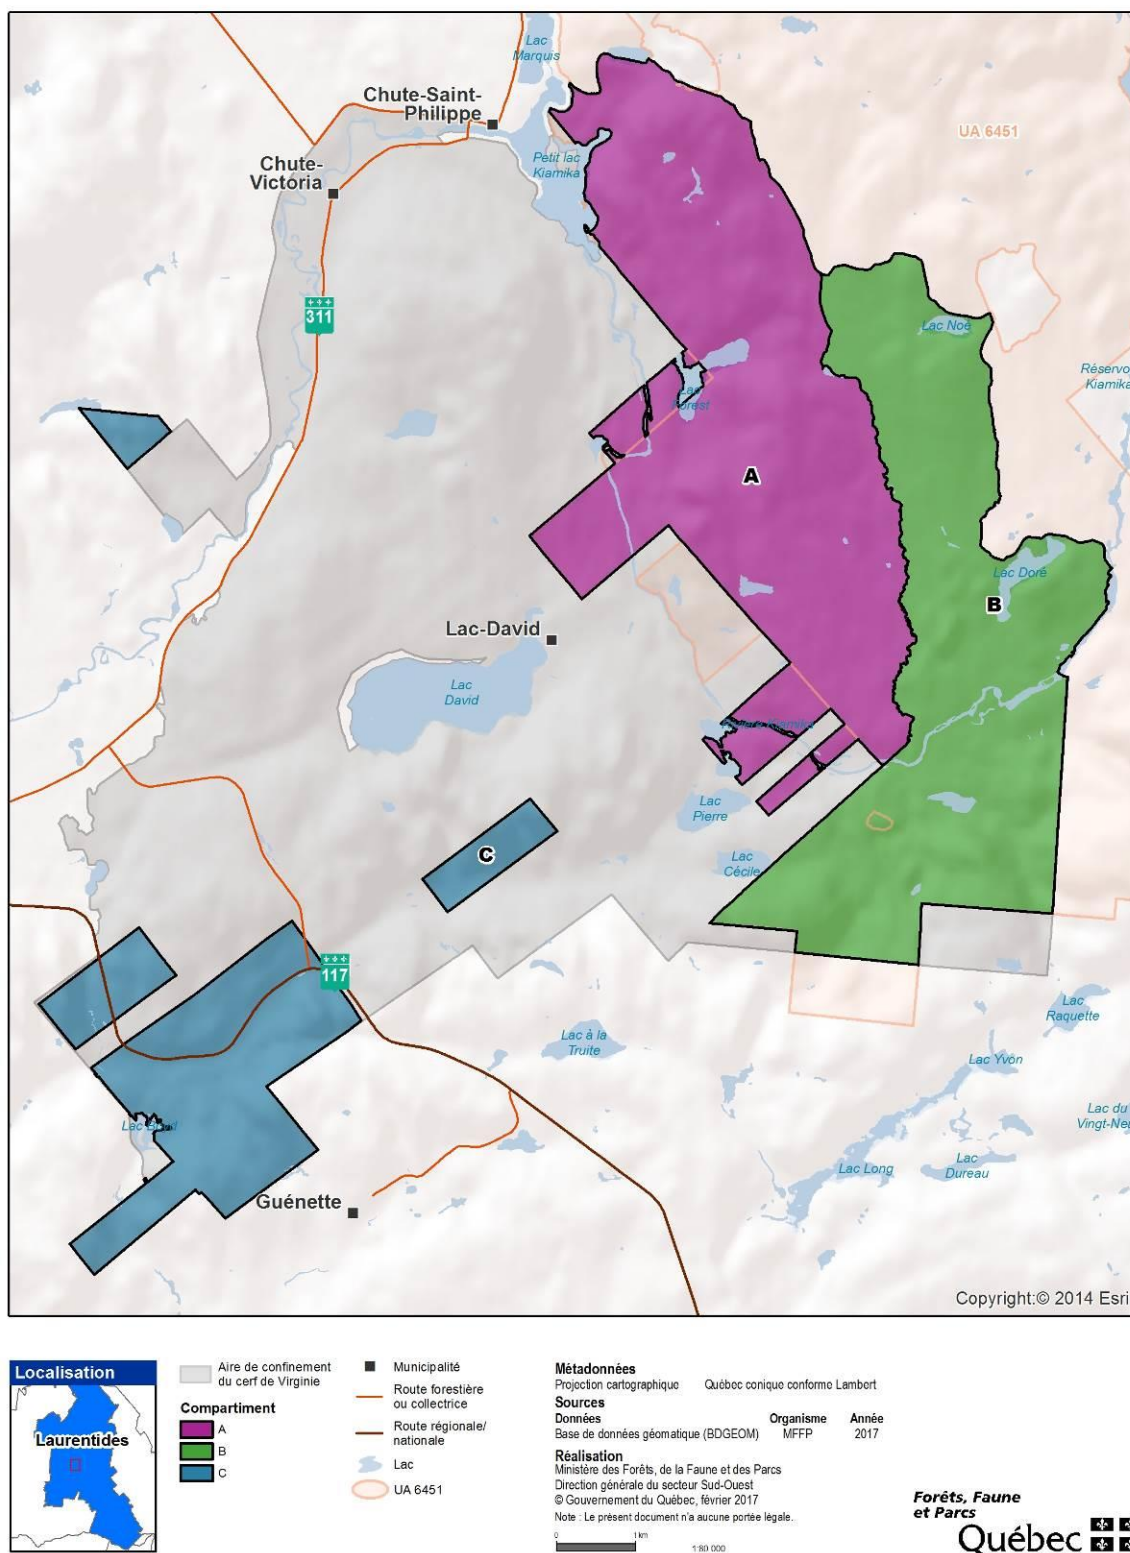 Lac
Marquis
Chute-Saint-
Philippe
UA 6451
Petit lac
Kiamika
Chute-
Victoria
311
Lac Noé
Kiamika
Lac
Forest
A
Lac Doré
B
Lac-David
Lac
David
Rivière Kiamika
Lac
Pierre
C
Lac
Cécile
117
Lac
Raquette
Lac à la
Truite
Lac Yvon
Lac du
Lac
Lac Long
Lac
Dureau
Guénette
Copyright:© 2014 Esri
Localisation
Laurentides
Aire de confinement
du cerf de Virginie
Compartiment
A
B
C
Municipalité
Route forestière
ou collectrice
Route régionale/
nationale
Lac
UA 6451
Métadonnées
Projection cartographique Québec conique conforme Lambert
Sources
Données Organisme Année
Base de données géomatique (BDGEOM) MFFP 2017
Réalisation
Ministère des Forêts, de la Faune et des Parcs
Direction générale du secteur Sud-Ouest
© Gouvernement du Québec, février 2017
Note : Le présent document n'a aucune portée légale.
0 1 km
1:80 000
Forêts, Faune
et Parcs
Québec